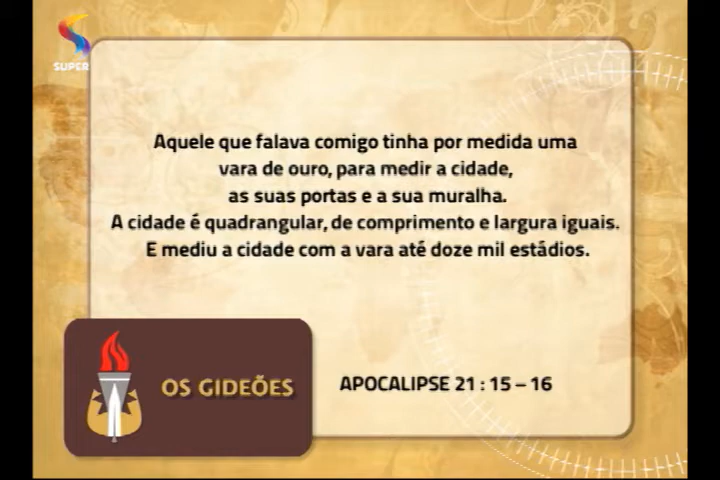 SUPER
Aquele que falava comigo tinha por medida uma
vara de ouro, para medir a cidade,
as suas portas e a sua muralha.
A cidade é quadrangular, de comprimento e largura iguais.
E mediu a cidade com a vara até doze mil estádios.
OS GIDEÕES
APOCALIPSE 21 : 15 – 16